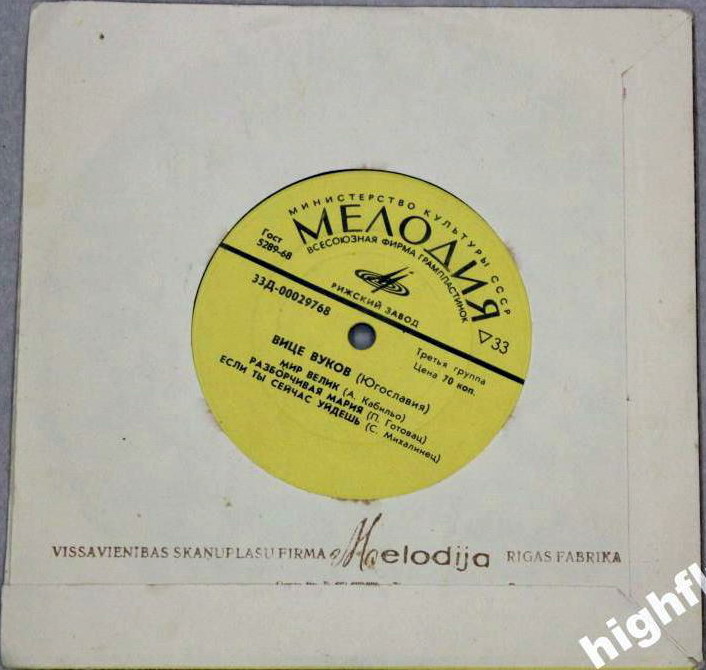 МИНИСТЕРСТВО КУЛЬТУРЫ СССР
МЕЛОДИЯ
ВСЕСОЮЗНАЯ ФИРМА ГРАМПЛАСТИНОК
Гост
5289-68
РИЖСКИЙ ЗАВОД
▽33
33Д-00029768
Третья группа
Цена 70 коп.
ВИЦЕ ВУКОВ (Югославия)
МИР ВЕЛИК (А. Кабильо)
РАЗБОРЧИВАЯ МАРИЯ (П. Готовац)
ЕСЛИ ТЫ СЕЙЧАС УЙДЕШЬ (С. Михалинец)
VISSAVIENIBAS SKAŅUPLAŠU FIRMA Melodija RIGAS FABRIKA
highfl